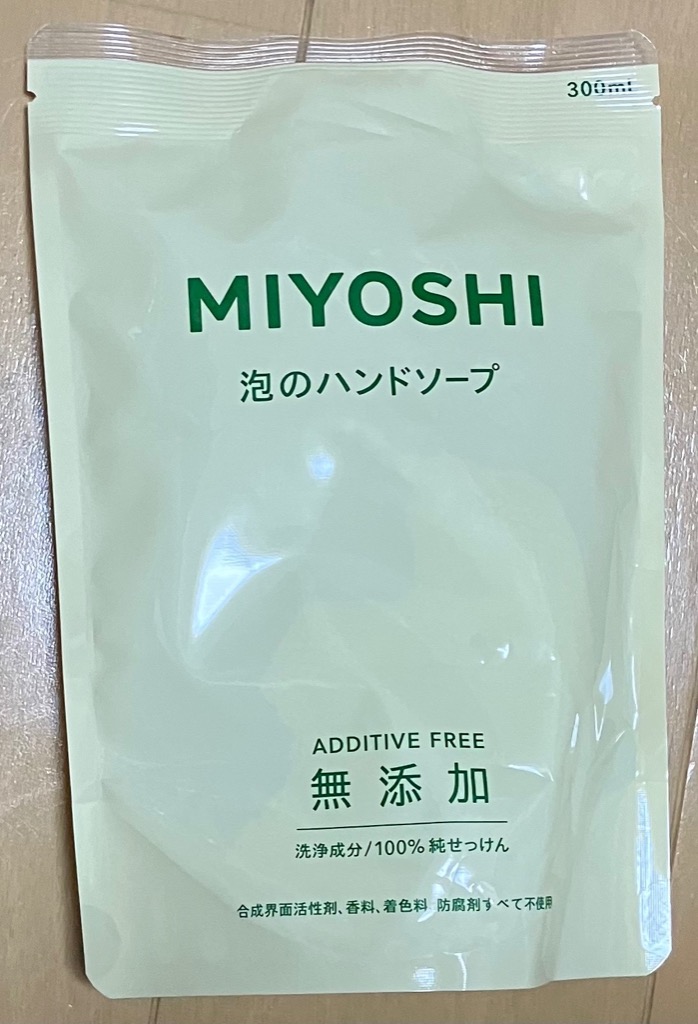 300ml
MIYOSHI
泡のハンドソープ
ADDITIVE FREE
無添加
洗浄成分/100%純せっけん
合成界面活性剤、香料、着色料、防腐剤すべて不使用